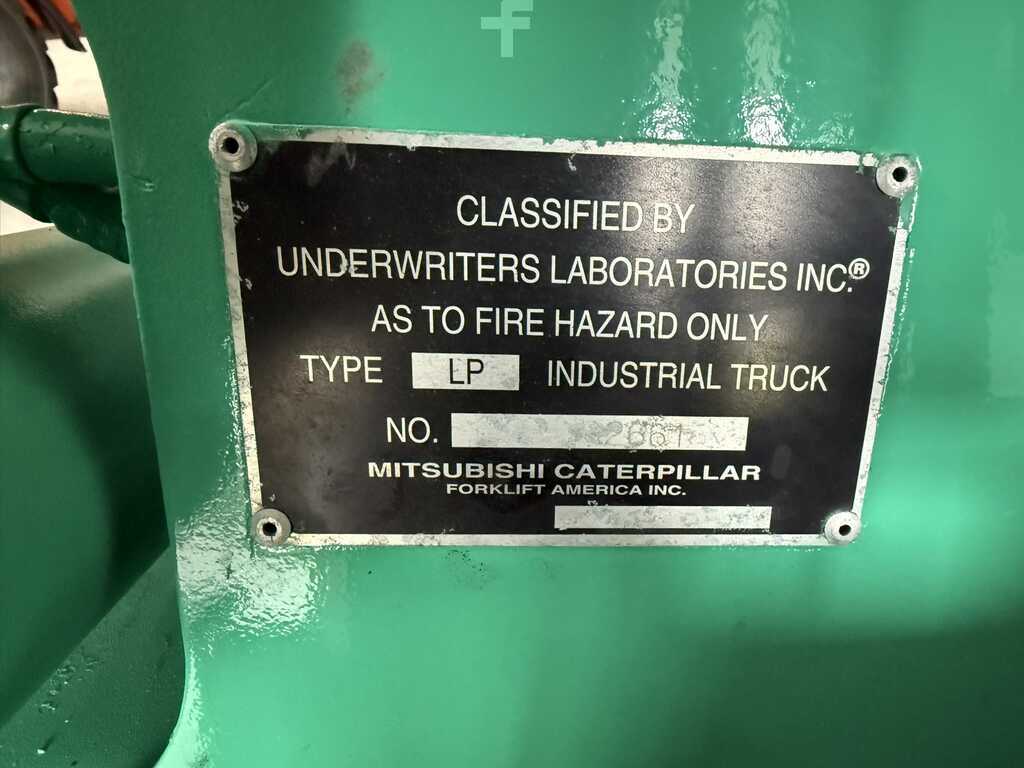 CLASSIFIED BY
UNDERWRITERS LABORATORIES INC.®
AS TO FIRE HAZARD ONLY
TYPE LP INDUSTRIAL TRUCK
NO.
MITSUBISHI CATERPILLAR
FORKLIFT AMERICA INC.